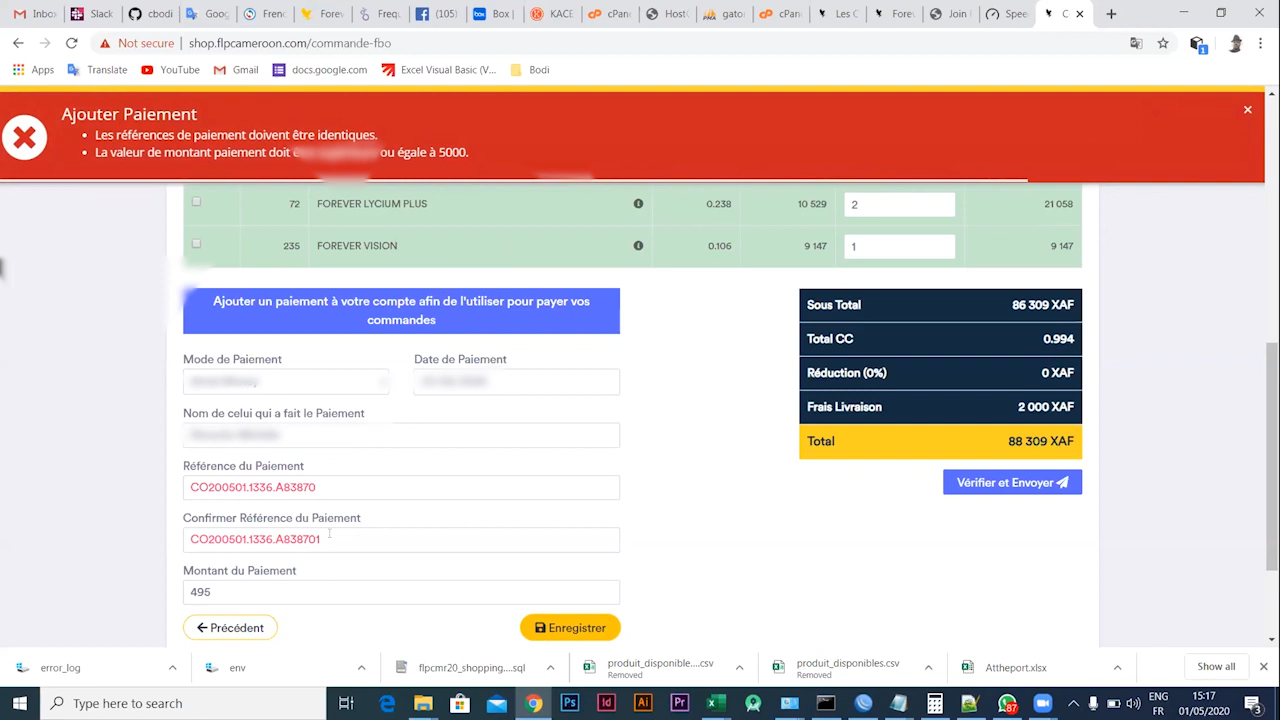 Inbox
Slack
cbodi
Goog
Frenc
Forev
Frequ
(105)
Box
KACE
cPane
Host
gato
cPan
Les C
Forev
Join
Spee
C
Not secure
shop.flpcameroon.com/commande-fbo
Apps
Translate
YouTube
Gmail
docs.google.com
Excel Visual Basic (V...
Bodi
Ajouter Paiement
Les références de paiement doivent être identiques.
La valeur de montant paiement doit ou égale à 5000.
72 FOREVER LYCIUM PLUS 0.238 10 529 2 21 058
235 FOREVER VISION 0.106 9 147 1 9 147
Ajouter un paiement à votre compte afin de l'utiliser pour payer vos
commandes
Mode de Paiement
Date de Paiement
Nom de celui qui a fait le Paiement
Référence du Paiement
CO200501.1336.A83870
Confirmer Référence du Paiement
CO200501.1336.A838701
Montant du Paiement
495
Précédent
Enregistrer
Sous Total 86 309 XAF
Total CC 0.994
Réduction (0%) 0 XAF
Frais Livraison 2 000 XAF
Total 88 309 XAF
Vérifier et Envoyer
error_log
env
flpcmr20_shopping....sql
produit_disponible....csv
Removed
produit_disponibles.csv
Removed
Attheport.xlsx
Show all
Type here to search
87
ENG
FR
15:17
01/05/2020
3